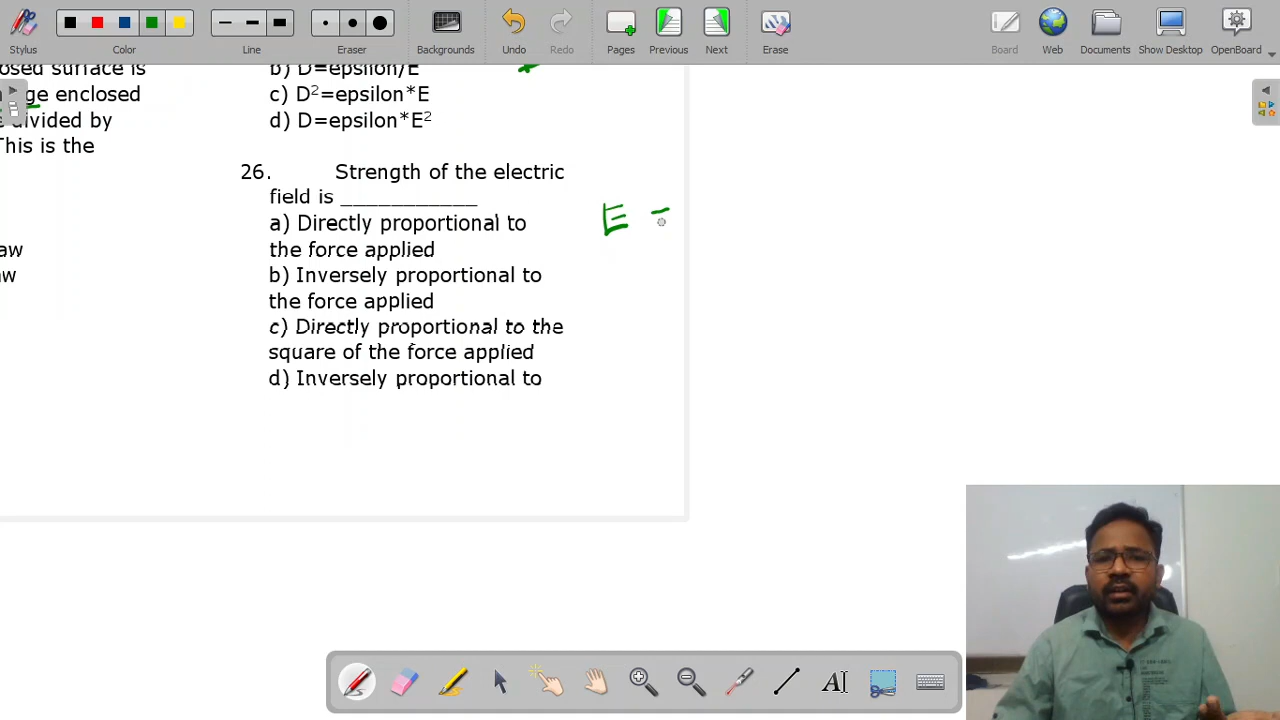 Stylus
Color
Line
Eraser
Backgrounds
Undo
Redo
Pages
Previous
Next
Erase
Board
Web
Documents
Show Desktop
OpenBoard
osed surface is
ge enclosed
divided by
This is the
aw
w
b) D=epsilon/E
c) D²=epsilon*E
d) D=epsilon*E²
26. Strength of the electric
field is ___________
a) Directly proportional to
the force applied
b) Inversely proportional to
the force applied
c) Directly proportional to the
square of the force applied
d) Inversely proportional to
E -